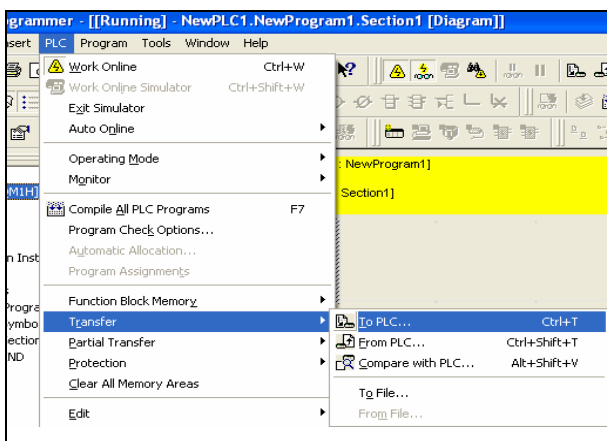 grammer - [[Running] - NewPLC1.NewProgram1.Section1 [Diagram]]
sert PLC Program Tools Window Help
Work Online Ctrl+W
Work Online Simulator Ctrl+Shift+W
Exit Simulator
Auto Online
Operating Mode
: NewProgram1]
Monitor
OM1H]
Section1]
Compile All PLC Programs F7
Program Check Options...
Automatic Allocation...
n Inst
Program Assignments
Function Block Memory
Progra
Transfer
To PLC... Ctrl+T
ymbo
Partial Transfer
From PLC... Ctrl+Shift+T
ection
Protection
Compare with PLC... Alt+Shift+V
ND
Clear All Memory Areas
To File...
Edit
From File...